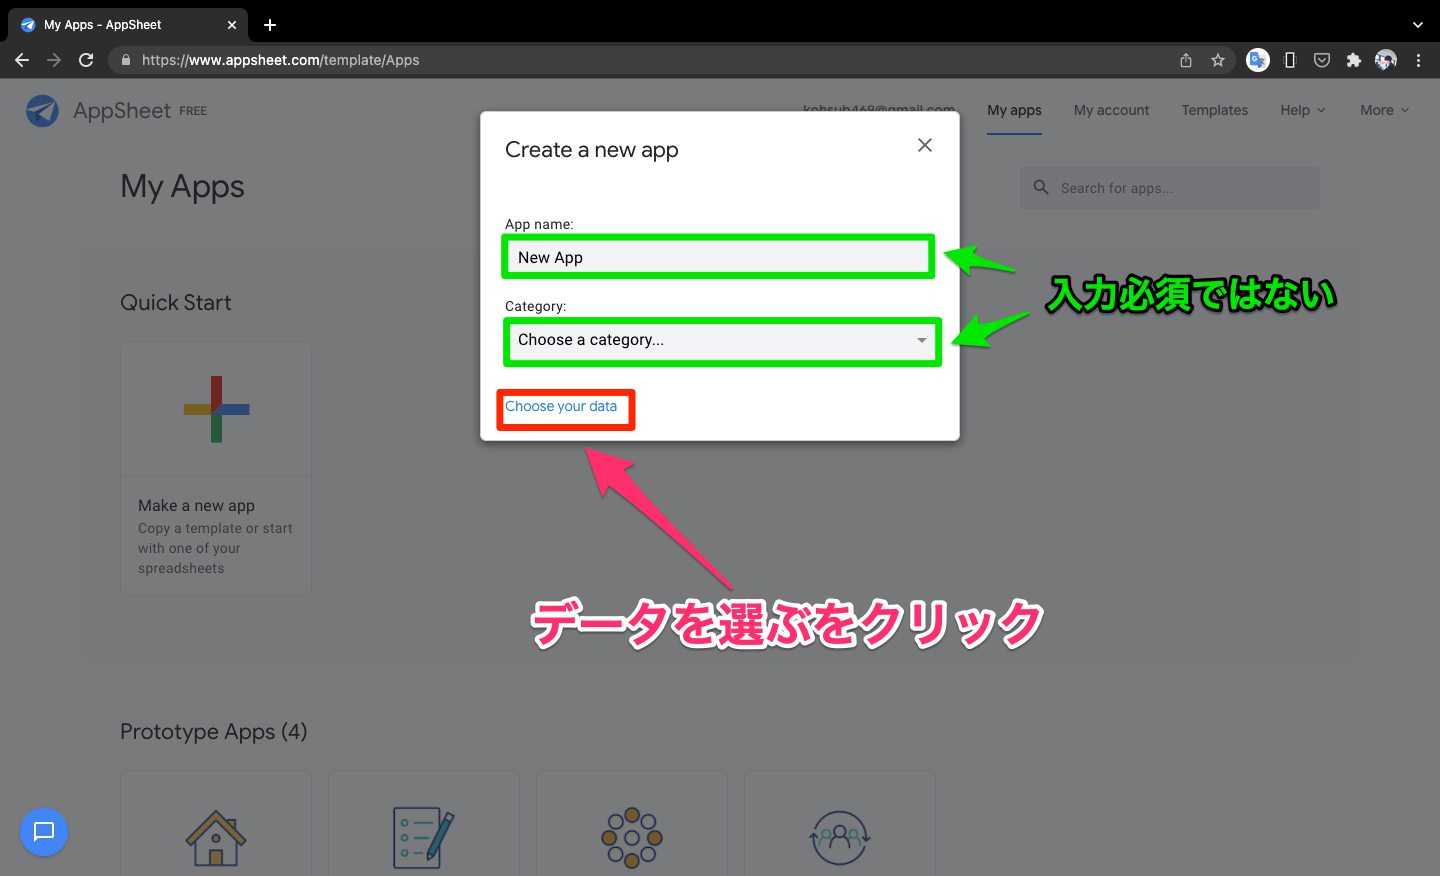 My Apps - AppSheet
https://www.appsheet.com/template/Apps
AppSheet FREE
kohsub469@gmail.com
My apps
My account
Templates
Help
More
My Apps
Search for apps...
Create a new app
App name:
New App
Category:
Choose a category...
Choose your data
入力必須ではない
データを選ぶをクリック
Quick Start
Make a new app
Copy a template or start
with one of your
spreadsheets
Prototype Apps (4)